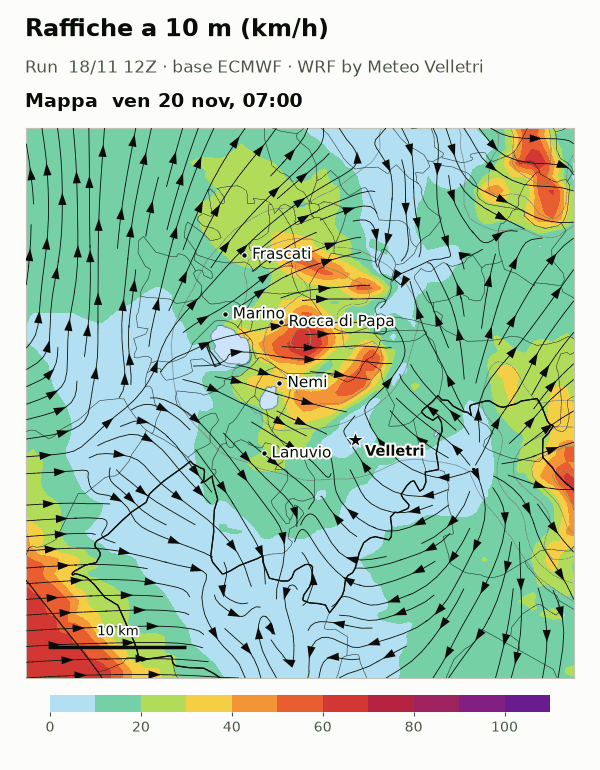 Raffiche a 10 m (km/h)
Run  18/11 12Z · base ECMWF · WRF by Meteo Velletri
Mappa  ven 20 nov, 07:00
Frascati
Marino
Rocca di Papa
Nemi
Velletri
Lanuvio
10 km
0 20 40 60 80 100